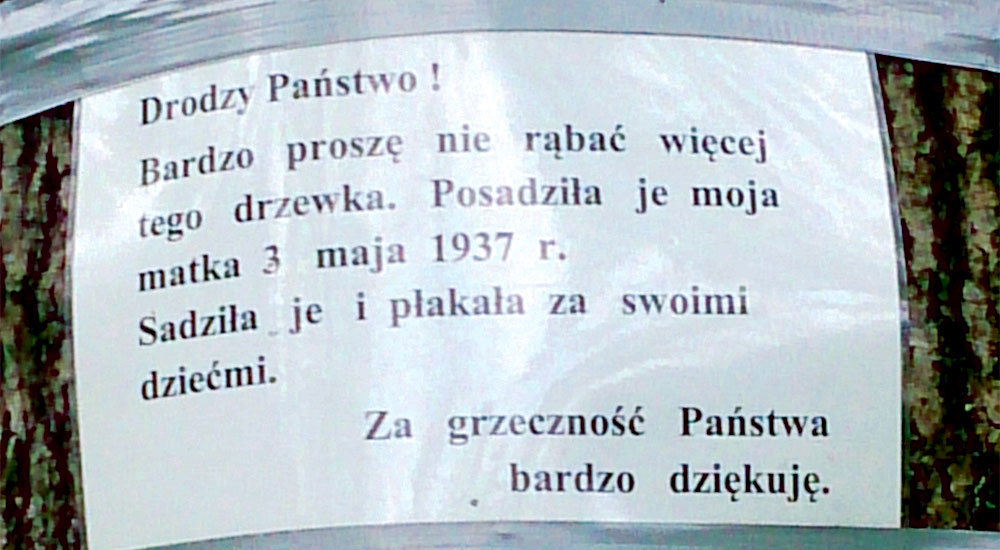 Drodzy Państwo !
Bardzo proszę nie rąbać więcej
tego drzewka. Posadziła je moja
matka 3 maja 1937 r.
Sadziła je i płakała za swoimi
dziećmi.
Za grzeczność Państwa
bardzo dziękuję.